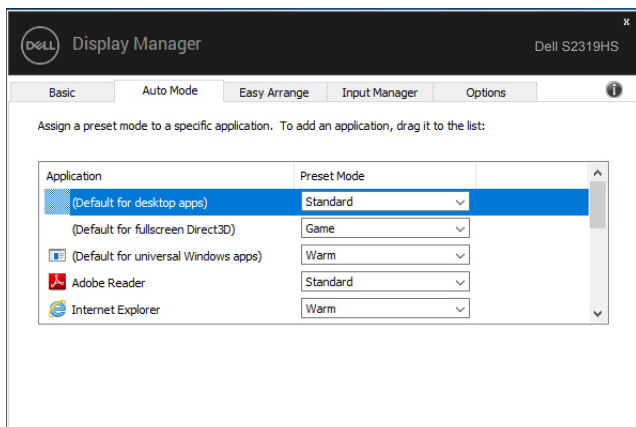 x
DELL Display Manager Dell S2319HS
Basic Auto Mode Easy Arrange Input Manager Options
Assign a preset mode to a specific application. To add an application, drag it to the list:
Application Preset Mode
(Default for desktop apps) Standard
(Default for fullscreen Direct3D) Game
(Default for universal Windows apps) Warm
Adobe Reader Standard
Internet Explorer Warm